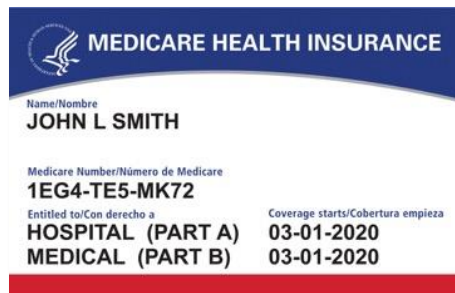 MEDICARE HEALTH INSURANCE
Name/Nombre
JOHN L SMITH
Medicare Number/Número de Medicare
1EG4-TE5-MK72
Entitled to/Con derecho a Coverage starts/Cobertura empieza
HOSPITAL (PART A) 03-01-2020
MEDICAL (PART B) 03-01-2020